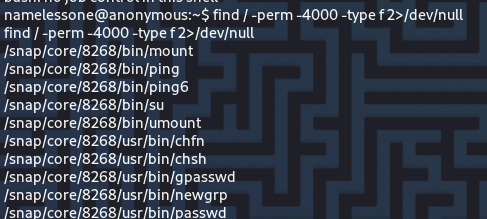 bash: no job control in this shell
namelessone@anonymous:~$ find / -perm -4000 -type f 2>/dev/null
find / -perm -4000 -type f 2>/dev/null
/snap/core/8268/bin/mount
/snap/core/8268/bin/ping
/snap/core/8268/bin/ping6
/snap/core/8268/bin/su
/snap/core/8268/bin/umount
/snap/core/8268/usr/bin/chfn
/snap/core/8268/usr/bin/chsh
/snap/core/8268/usr/bin/gpasswd
/snap/core/8268/usr/bin/newgrp
/snap/core/8268/usr/bin/passwd